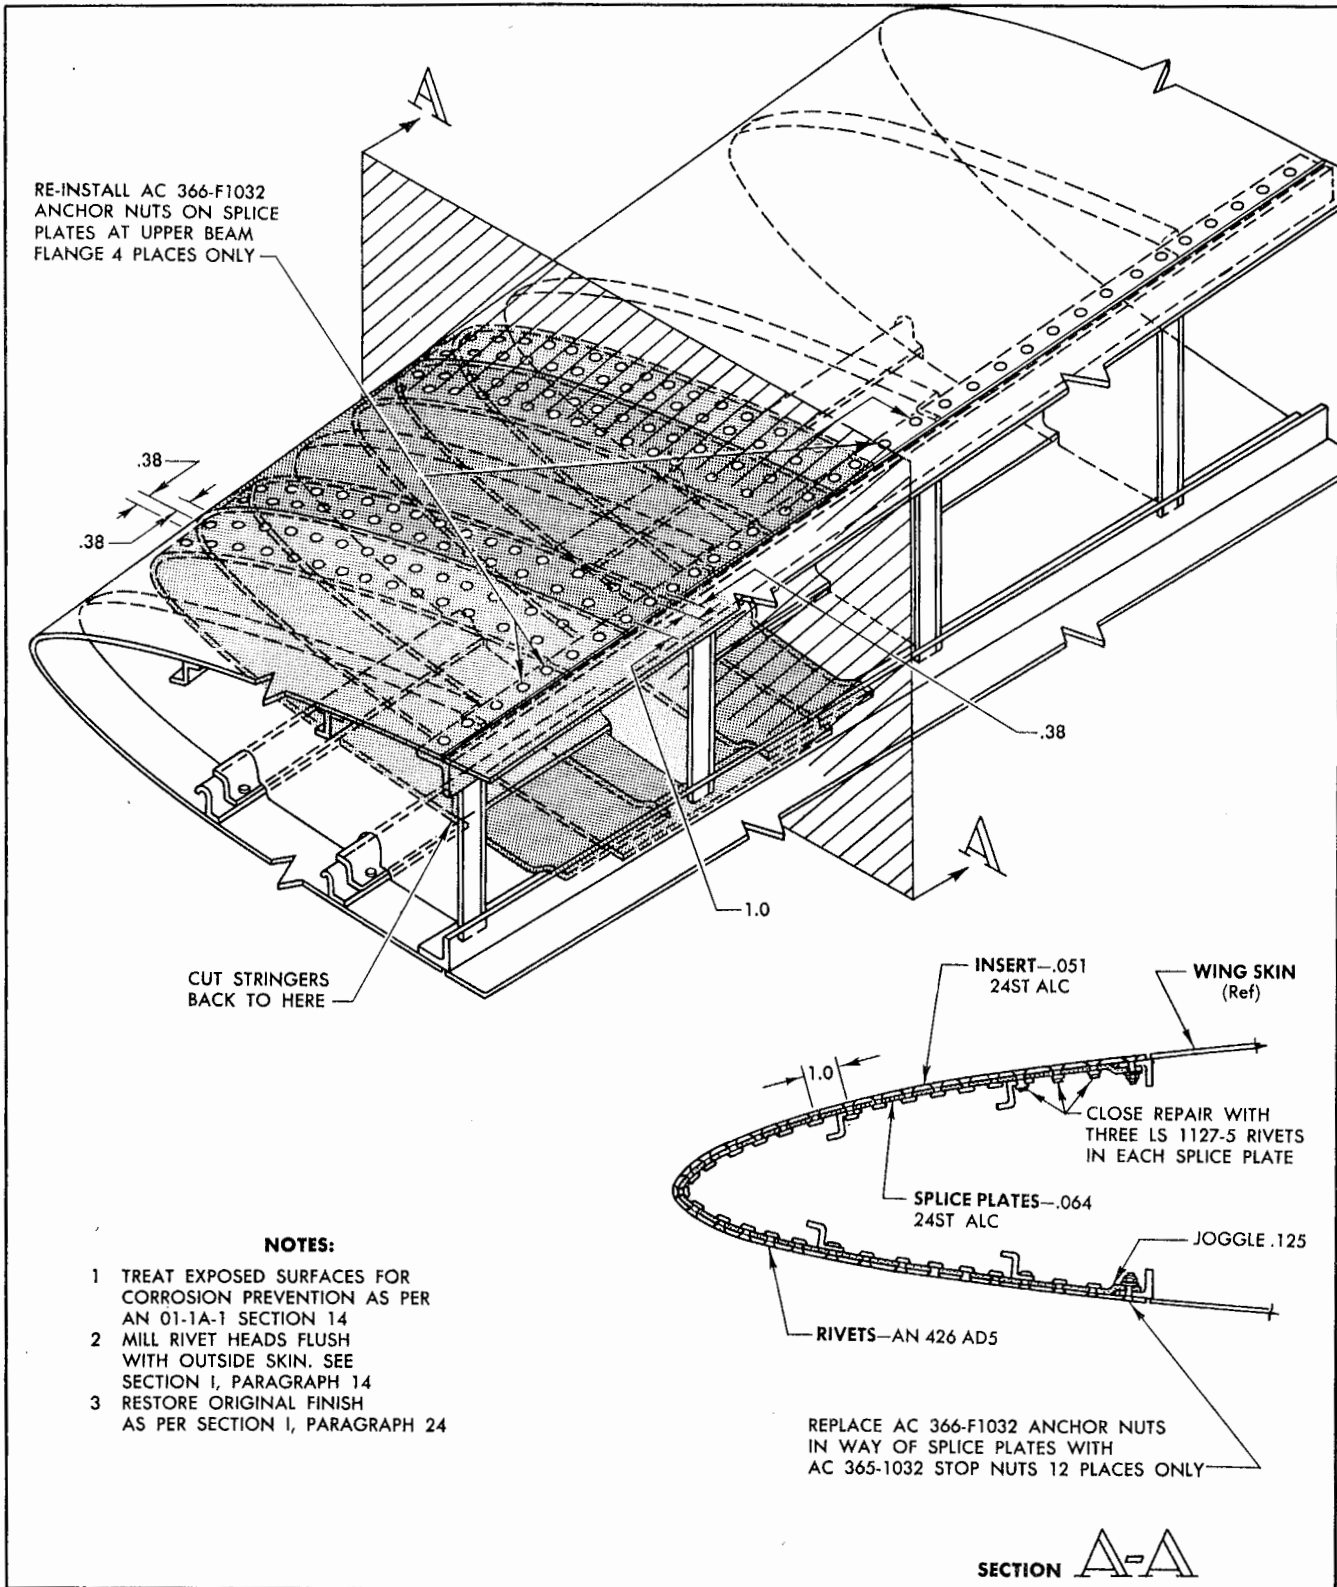 A
RE-INSTALL AC 366-F1032
ANCHOR NUTS ON SPLICE
PLATES AT UPPER BEAM
FLANGE 4 PLACES ONLY
.38
.38
.38
1.0
A
CUT STRINGERS
BACK TO HERE
INSERT—.051
24ST ALC
WING SKIN
(Ref)
1.0
CLOSE REPAIR WITH
THREE LS 1127-5 RIVETS
IN EACH SPLICE PLATE
SPLICE PLATES—.064
24ST ALC
JOGGLE .125
RIVETS—AN 426 AD5
NOTES:
1 TREAT EXPOSED SURFACES FOR
CORROSION PREVENTION AS PER
AN 01-1A-1 SECTION 14
2 MILL RIVET HEADS FLUSH
WITH OUTSIDE SKIN. SEE
SECTION I, PARAGRAPH 14
3 RESTORE ORIGINAL FINISH
AS PER SECTION I, PARAGRAPH 24
REPLACE AC 366-F1032 ANCHOR NUTS
IN WAY OF SPLICE PLATES WITH
AC 365-1032 STOP NUTS 12 PLACES ONLY
SECTION A-A